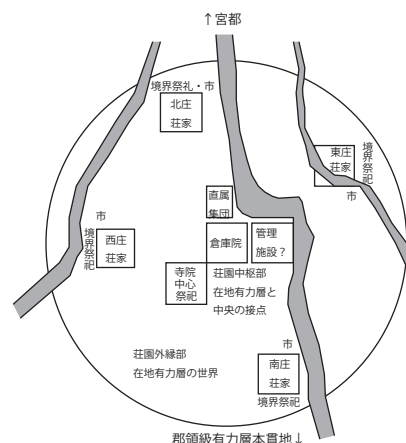 ↑宮都
境界祭礼・市
北庄
荘家
東庄
荘家
境界祭祀
市
直属
集団
市
境界祭祀
西庄
荘家
倉庫院
管理
施設？
寺院
中心
祭祀
荘園中枢部
在地有力層と
中央の接点
荘園外縁部
在地有力層の世界
市
南庄
荘家
境界祭祀
郡領級有力層本貫地↓